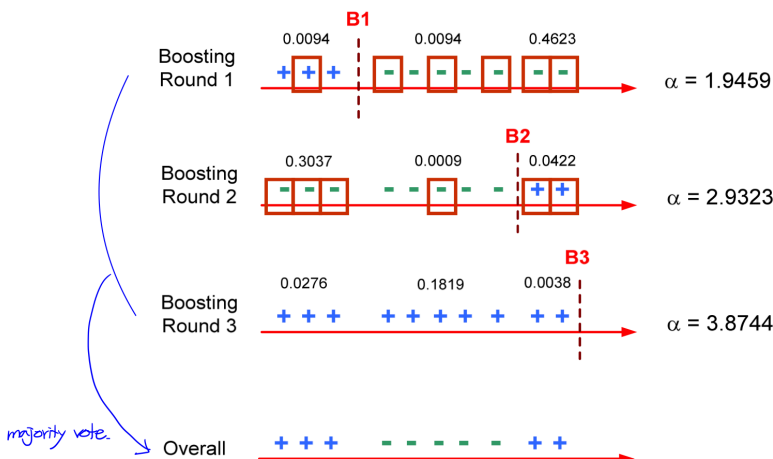 B1
0.0094 0.0094 0.4623
Boosting
Round 1
+ + + - - - - - - -
α = 1.9459
B2
0.3037 0.0009 0.0422
Boosting
Round 2
- - - - - - - - + +
α = 2.9323
B3
0.0276 0.1819 0.0038
Boosting
Round 3
+ + + + + + + + + +
α = 3.8744
majority vote.
Overall
+ + + - - - - - + +